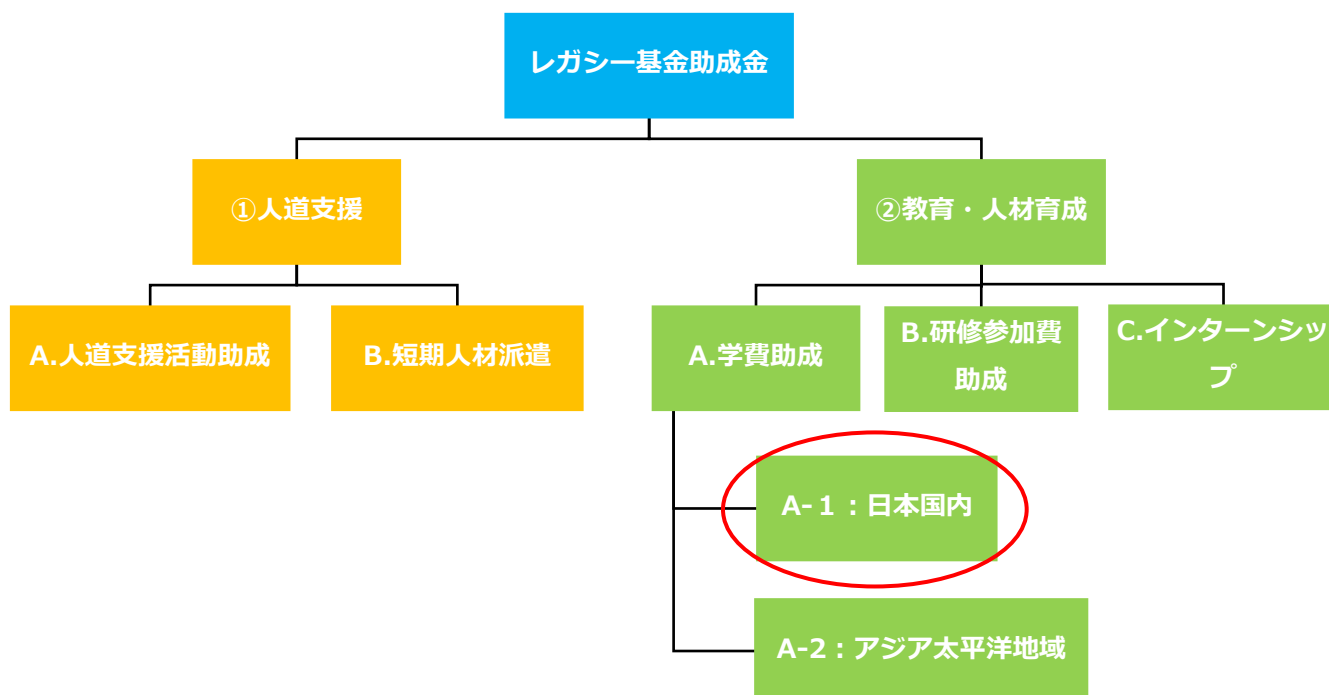 レガシー基金助成金
①人道支援
②教育・人材育成
A.人道支援活動助成
B.短期人材派遣
A.学費助成
B.研修参加費
助成
C.インターンシッ
プ
A-１：日本国内
A-2：アジア太平洋地域